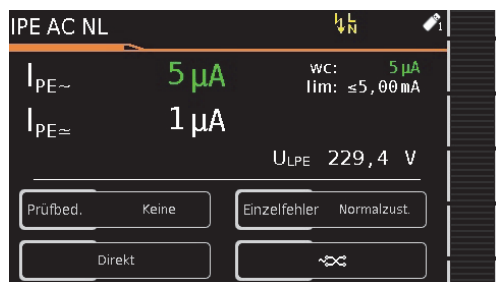 IPE AC NL L N 1
IPE~ 5 µA wc: 5 µA
lim: ≤5,00 mA
IPE≃ 1 µA
ULPE 229,4 V
Prüfbed. Keine Einzelfehler Normalzust.
Direkt